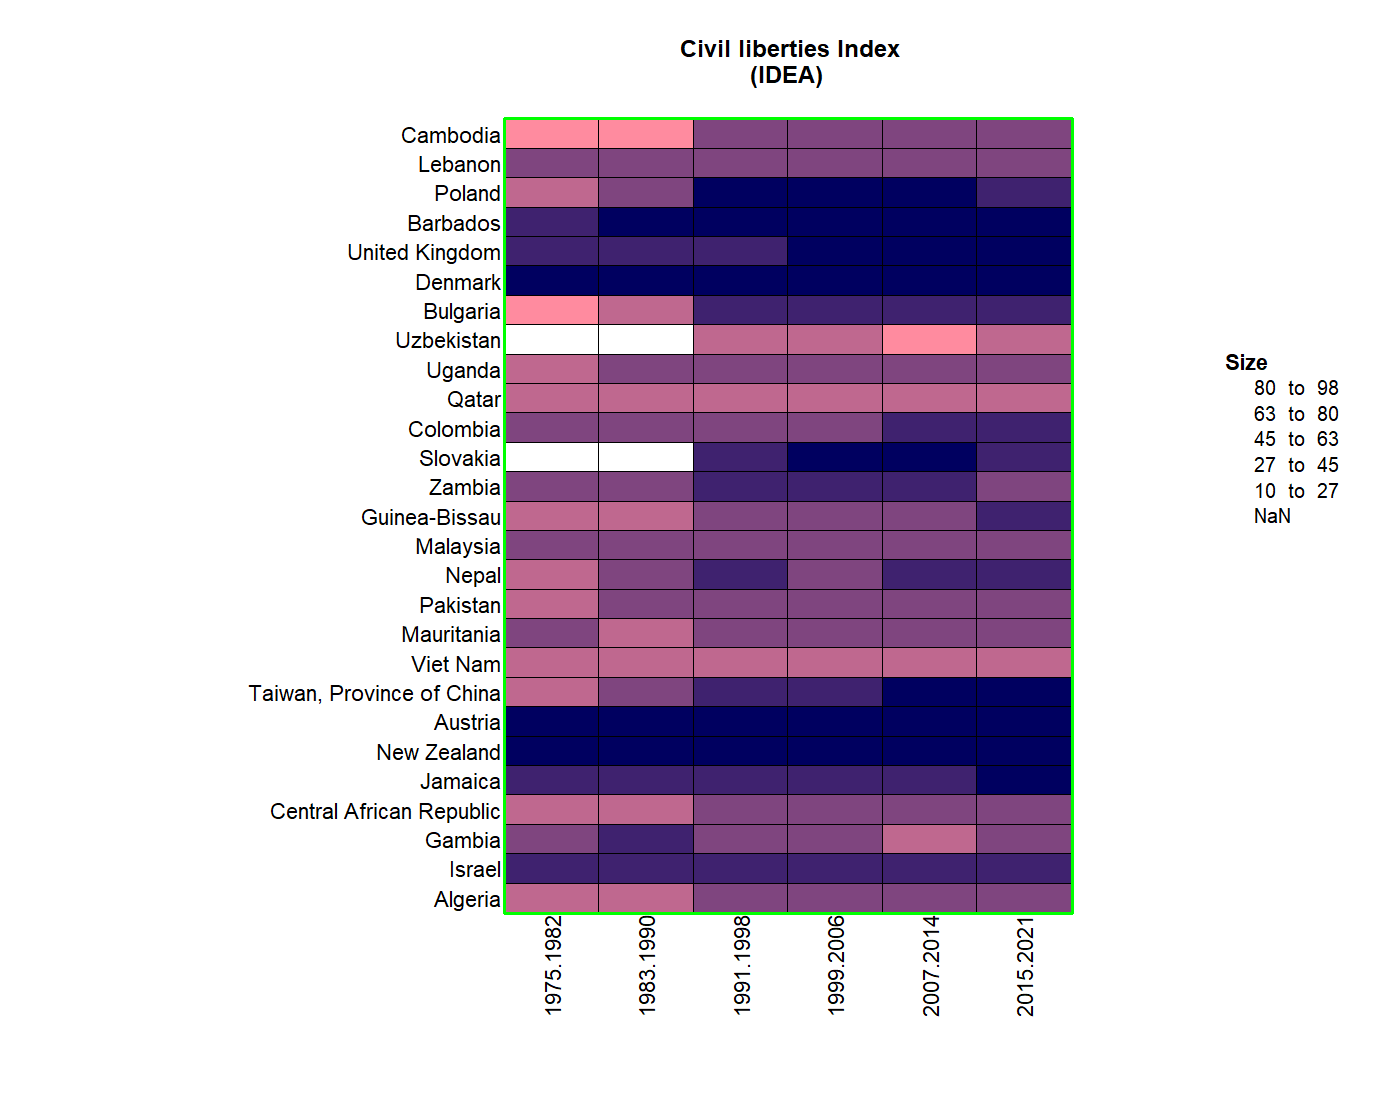 Civil liberties Index
(IDEA)
Cambodia
Lebanon
Poland
Barbados
United Kingdom
Denmark
Bulgaria
Uzbekistan
Uganda
Qatar
Colombia
Slovakia
Zambia
Guinea-Bissau
Malaysia
Nepal
Pakistan
Mauritania
Viet Nam
Taiwan, Province of China
Austria
New Zealand
Jamaica
Central African Republic
Gambia
Israel
Algeria
1975.1982
1983.1990
1991.1998
1999.2006
2007.2014
2015.2021
Size
80 to 98
63 to 80
45 to 63
27 to 45
10 to 27
NaN